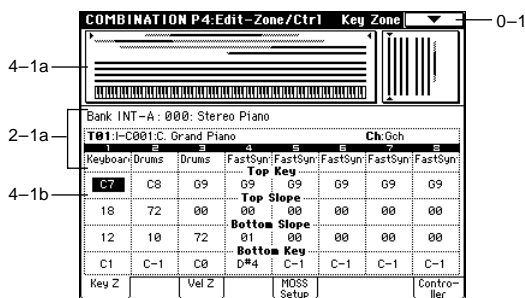 COMBINATION P4:Edit-Zone/Ctrl Key Zone
0–1
4–1a
Bank INT-A: 000: Stereo Piano
2–1a
T01:I-C001:C. Grand Piano Ch:Gch
1 2 3 4 5 6 7 8
Keyboar Drums Drums FastSyn FastSyn FastSyn FastSyn FastSyn
Top Key
4–1b
C7 C8 G9 G9 G9 G9 G9 G9
Top Slope
18 72 00 00 00 00 00 00
Bottom Slope
12 10 72 01 00 00 00 00
Bottom Key
C1 C-1 C0 D#4 C-1 C-1 C-1 C-1
Key Z Vel Z MOSS Setup Contro-ller